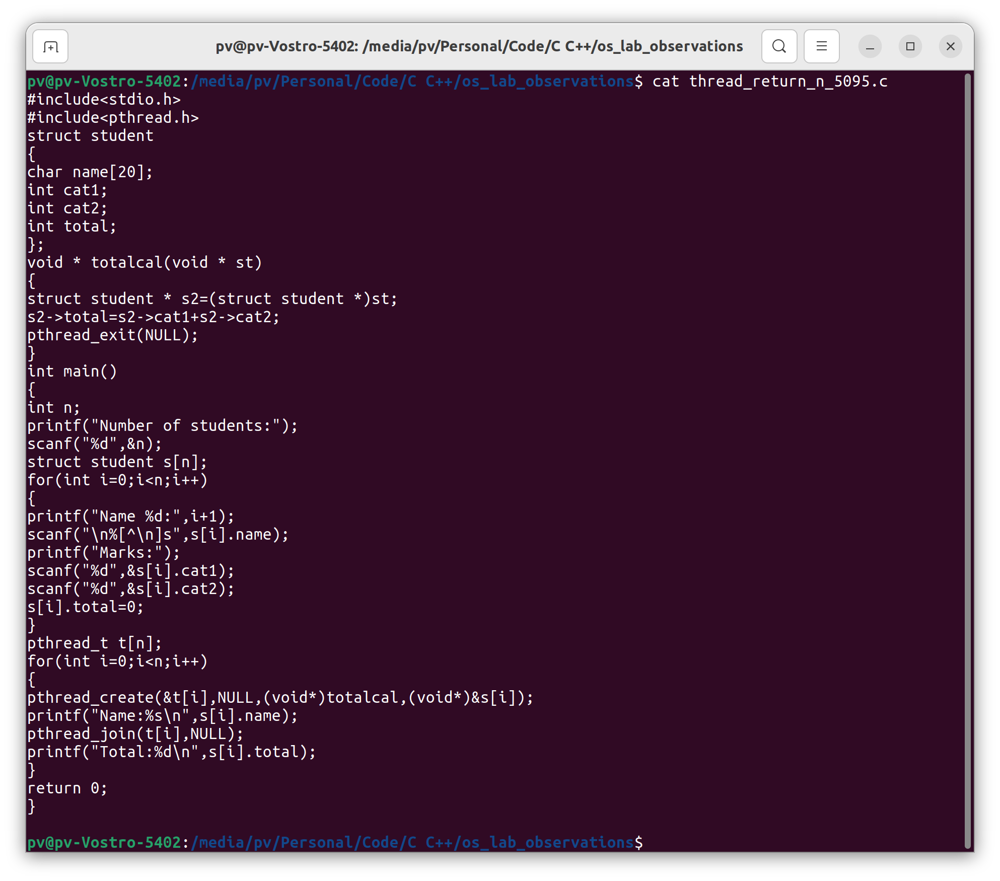 pv@pv-Vostro-5402: /media/pv/Personal/Code/C C++/os_lab_observations
pv@pv-Vostro-5402:/media/pv/Personal/Code/C C++/os_lab_observations$ cat thread_return_n_5095.c
#include<stdio.h>
#include<pthread.h>
struct student
{
char name[20];
int cat1;
int cat2;
int total;
};
void * totalcal(void * st)
{
struct student * s2=(struct student *)st;
s2->total=s2->cat1+s2->cat2;
pthread_exit(NULL);
}
int main()
{
int n;
printf("Number of students:");
scanf("%d",&n);
struct student s[n];
for(int i=0;i<n;i++)
{
printf("Name %d:",i+1);
scanf("\n%[^\n]s",s[i].name);
printf("Marks:");
scanf("%d",&s[i].cat1);
scanf("%d",&s[i].cat2);
s[i].total=0;
}
pthread_t t[n];
for(int i=0;i<n;i++)
{
pthread_create(&t[i],NULL,(void*)totalcal,(void*)&s[i]);
printf("Name:%s\n",s[i].name);
pthread_join(t[i],NULL);
printf("Total:%d\n",s[i].total);
}
return 0;
}
pv@pv-Vostro-5402:/media/pv/Personal/Code/C C++/os_lab_observations$